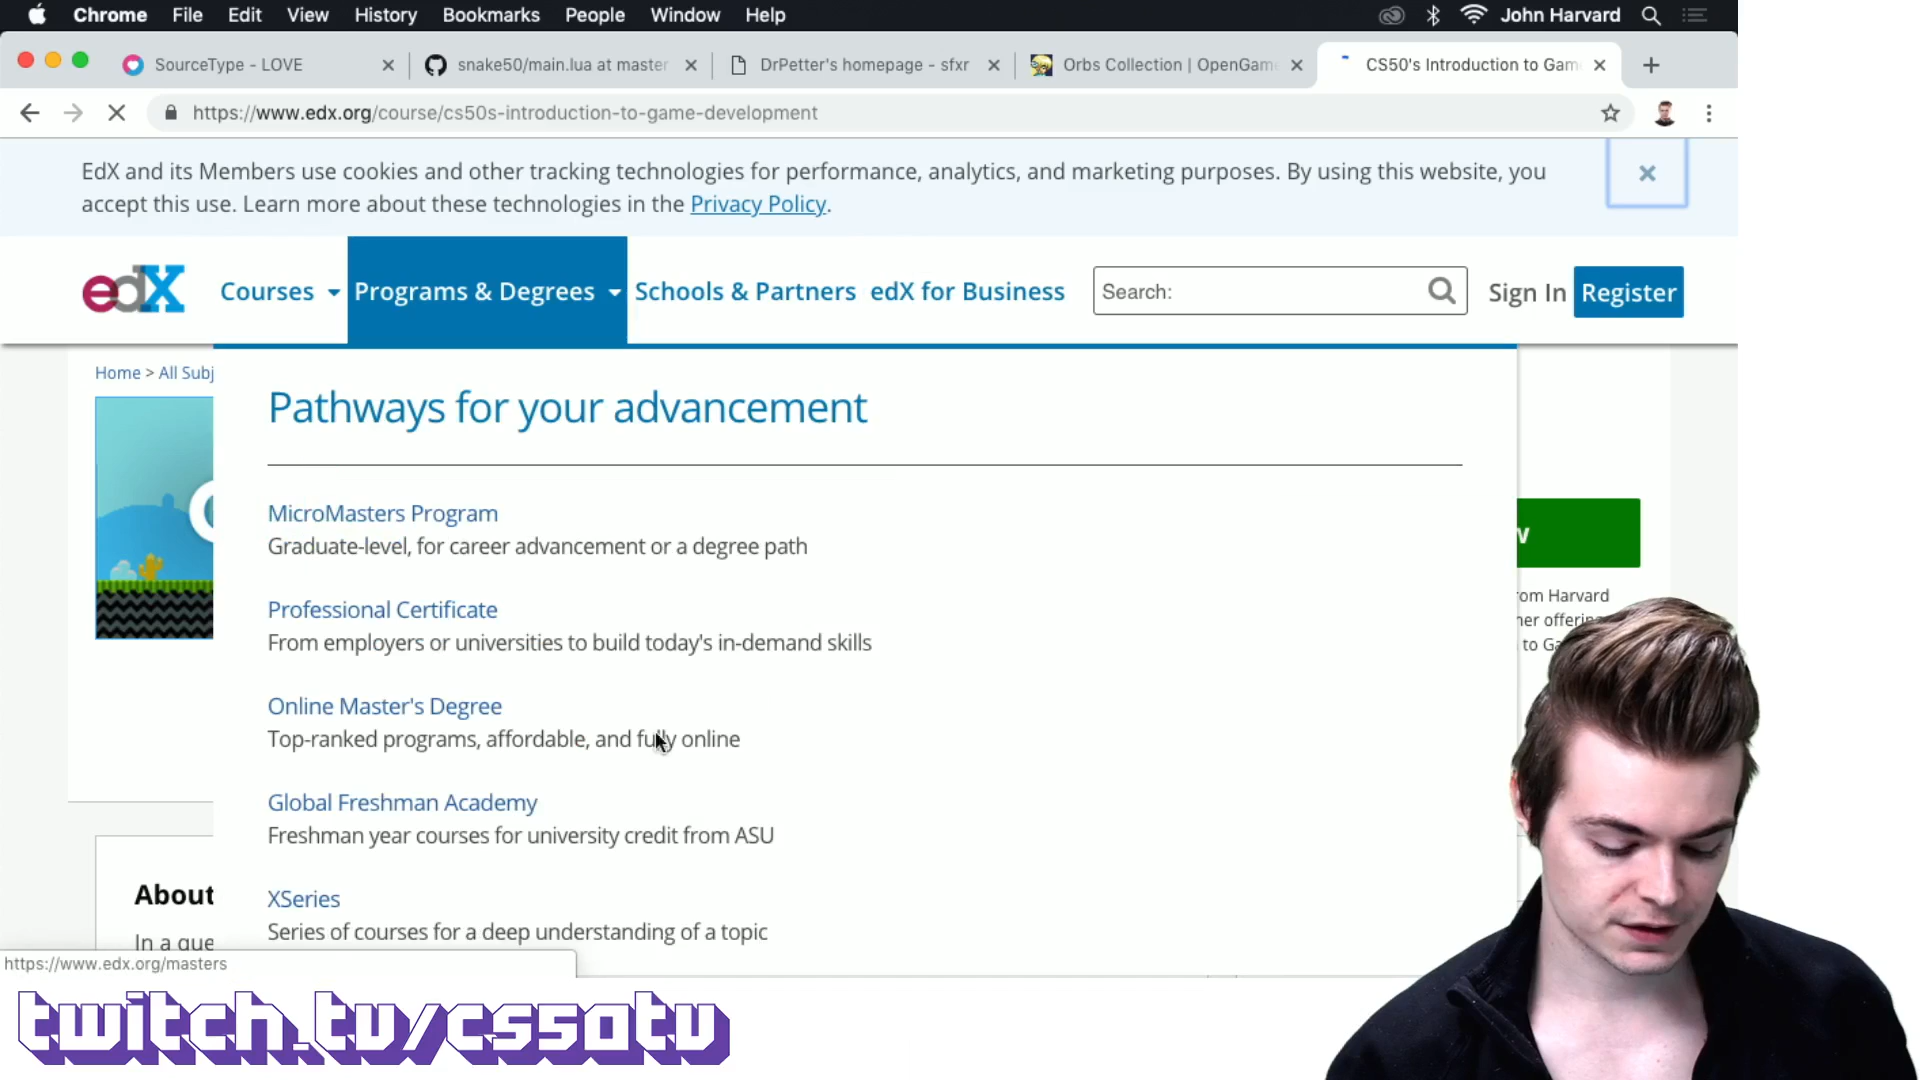 Chrome File Edit View History Bookmarks People Window Help John Harvard
SourceType - LOVE snake50/main.lua at master DrPetter's homepage - sfxr Orbs Collection | OpenGam CS50's Introduction to Gam
https://www.edx.org/course/cs50s-introduction-to-game-development
EdX and its Members use cookies and other tracking technologies for performance, analytics, and marketing purposes. By using this website, you
accept this use. Learn more about these technologies in the Privacy Policy.
edX Courses Programs & Degrees Schools & Partners edX for Business Search: Sign In Register
Home > All Subj
Pathways for your advancement
MicroMasters Program
Graduate-level, for career advancement or a degree path
Professional Certificate
From employers or universities to build today's in-demand skills
om Harvard
her offerin
to Ga
Online Master's Degree
Top-ranked programs, affordable, and fully online
Global Freshman Academy
Freshman year courses for university credit from ASU
About
XSeries
Series of courses for a deep understanding of a topic
In a que
https://www.edx.org/masters
twitch.tv/cs50tv